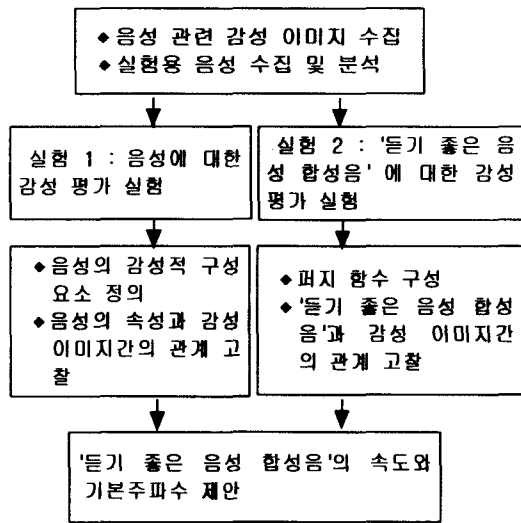 ◆음성 관련 감성 이미지 수집
◆실험용 음성 수집 및 분석
실험 1 : 음성에 대한
감성 평가 실험
실험 2 : '듣기 좋은 음
성 합성음' 에 대한 감성
평가 실험
◆음성의 감성적 구성
요소 정의
◆음성의 속성과 감성
이미지간의 관계 고
찰
◆퍼지 함수 구성
◆'듣기 좋은 음성 합성
음'과 감성 이미지간
의 관계 고찰
'듣기 좋은 음성 합성음'의 속도와
기본주파수 제안